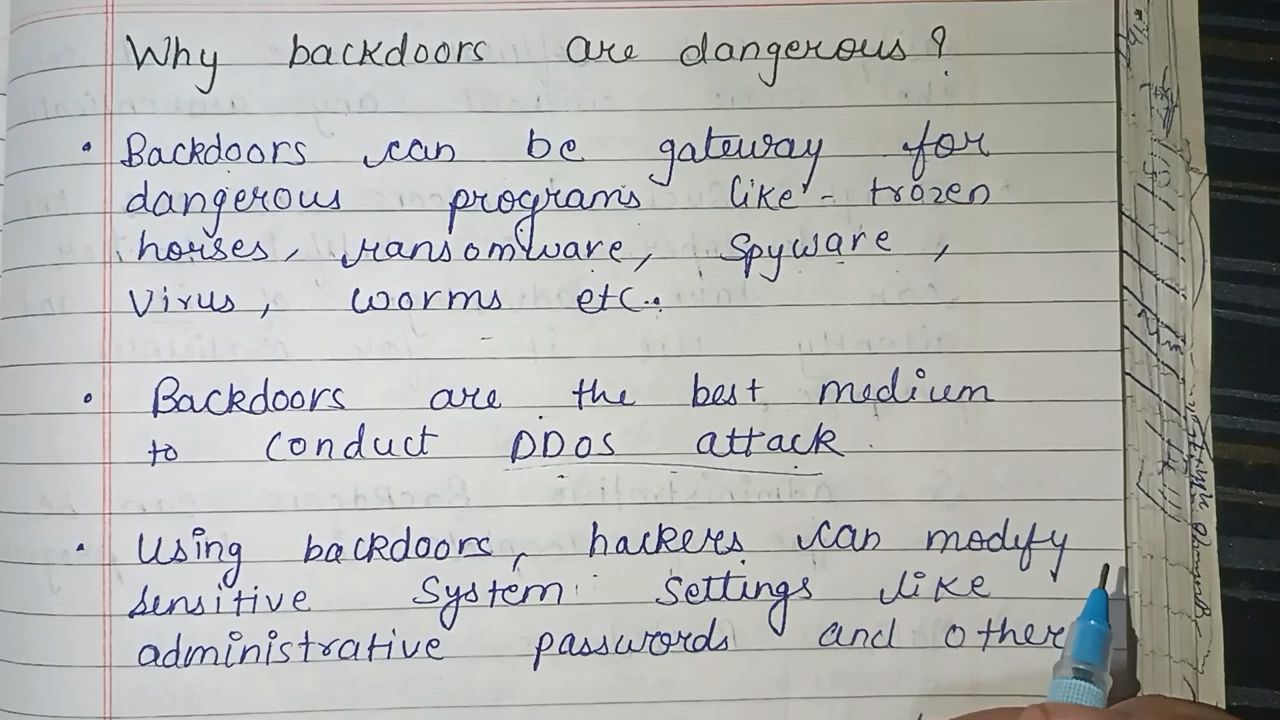 Why backdoors are dangerous?
• Backdoors can be gateway for
dangerous programs like - trozen
horses, ransomware, Spyware,
Virus, worms etc..
• Backdoors are the best medium
to conduct DDOS attack.
• Using backdoors, hackers can modify
sensitive system settings like
administrative passwords and other